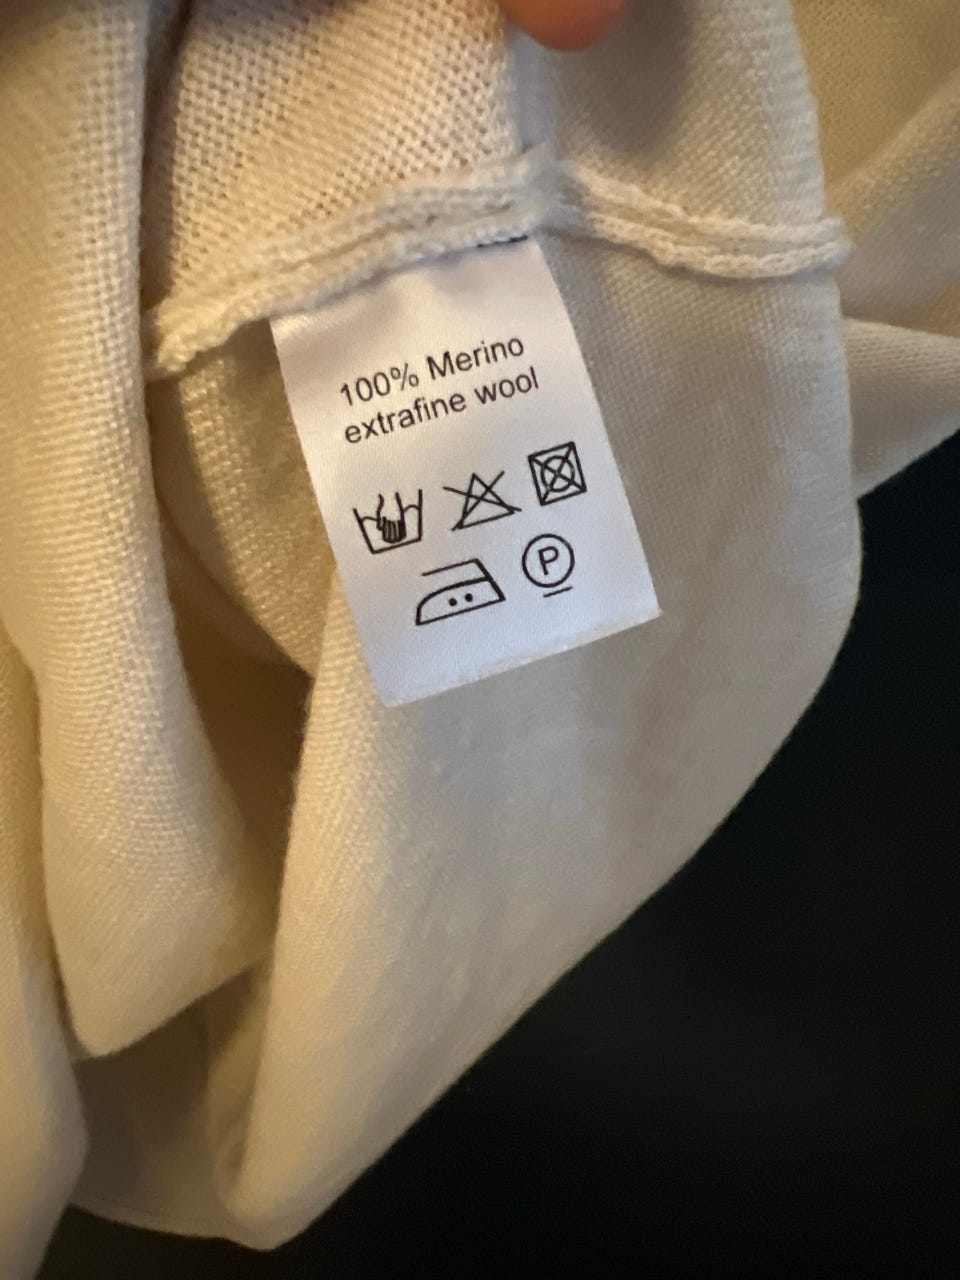 100% Merino
extrafine wool
P